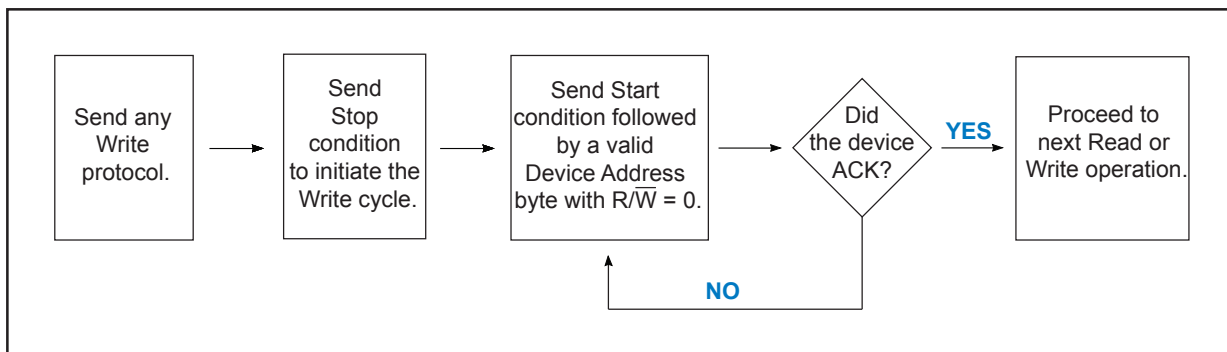 Send any
Write
protocol.
Send
Stop
condition
to initiate the
Write cycle.
Send Start
condition followed
by a valid
Device Address
byte with R/W̅ = 0.
Did
the device
ACK?
YES
Proceed to
next Read or
Write operation.
NO